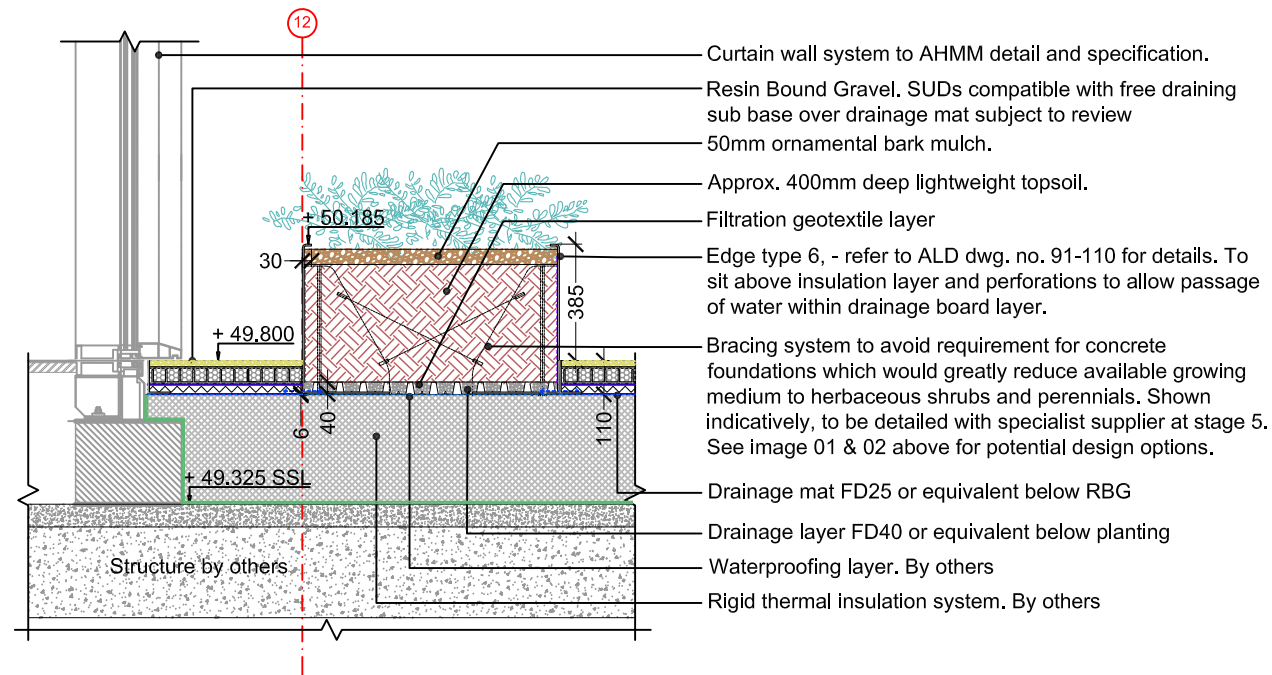 12
Curtain wall system to AHMM detail and specification.
Resin Bound Gravel. SUDs compatible with free draining
sub base over drainage mat subject to review
50mm ornamental bark mulch.
Approx. 400mm deep lightweight topsoil.
+ 50.185
Filtration geotextile layer
30
Edge type 6, - refer to ALD dwg. no. 91-110 for details. To
sit above insulation layer and perforations to allow passage
of water within drainage board layer.
385
+ 49.800
Bracing system to avoid requirement for concrete
foundations which would greatly reduce available growing
medium to herbaceous shrubs and perennials. Shown
indicatively, to be detailed with specialist supplier at stage 5.
See image 01 & 02 above for potential design options.
6
40
110
+ 49.325 SSL
Drainage mat FD25 or equivalent below RBG
Drainage layer FD40 or equivalent below planting
Structure by others
Waterproofing layer. By others
Rigid thermal insulation system. By others